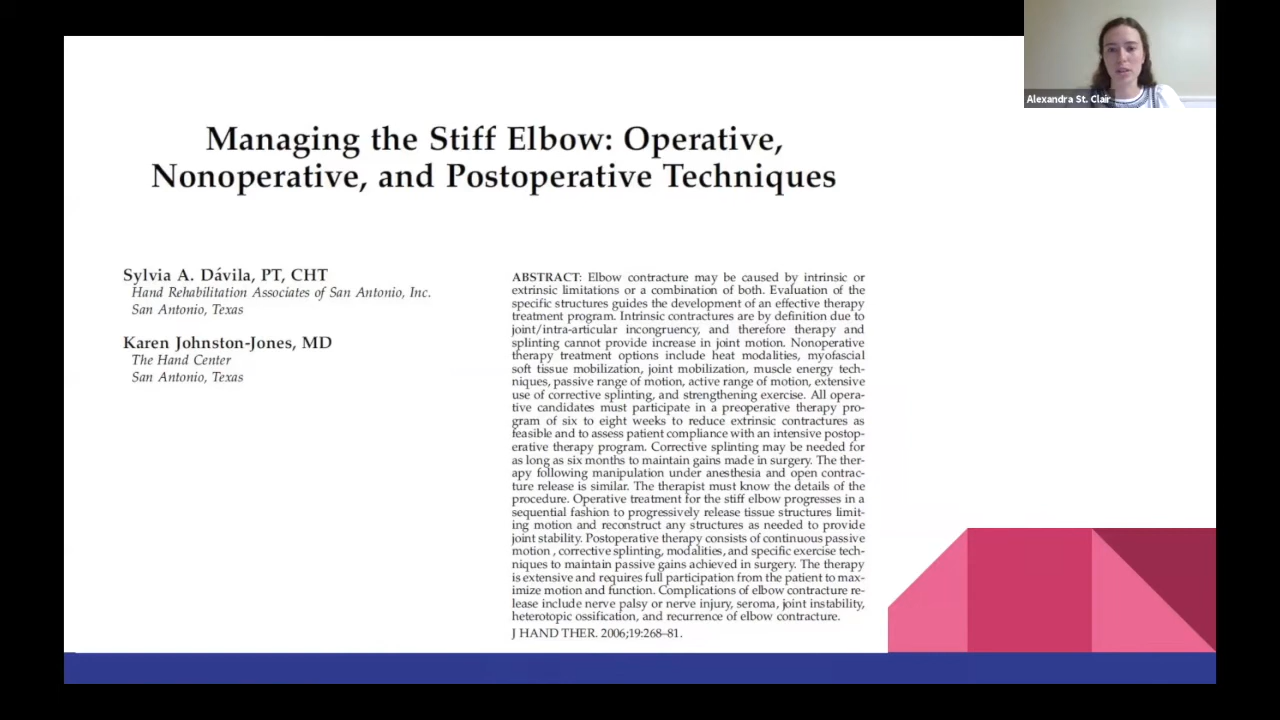 Alexandra St. Clair
Managing the Stiff Elbow: Operative,
Nonoperative, and Postoperative Techniques
Sylvia A. Dávila, PT, CHT
Hand Rehabilitation Associates of San Antonio, Inc.
San Antonio, Texas
Karen Johnston-Jones, MD
The Hand Center
San Antonio, Texas
ABSTRACT: Elbow contracture may be caused by intrinsic or
extrinsic limitations or a combination of both. Evaluation of the
specific structures guides the development of an effective therapy
treatment program. Intrinsic contractures are by definition due to
joint/intra-articular incongruency, and therefore therapy and
splinting cannot provide increase in joint motion. Nonoperative
therapy treatment options include heat modalities, myofascial
soft tissue mobilization, joint mobilization, muscle energy tech-
niques, passive range of motion, active range of motion, extensive
use of corrective splinting, and strengthening exercise. All opera-
tive candidates must participate in a preoperative therapy pro-
gram of six to eight weeks to reduce extrinsic contractures as
feasible and to assess patient compliance with an intensive postop-
erative therapy program. Corrective splinting may be needed for
as long as six months to maintain gains made in surgery. The ther-
apy following manipulation under anesthesia and open contrac-
ture release is similar. The therapist must know the details of the
procedure. Operative treatment for the stiff elbow progresses in a
sequential fashion to progressively release tissue structures limit-
ing motion and reconstruct any structures as needed to provide
joint stability. Postoperative therapy consists of continuous passive
motion , corrective splinting, modalities, and specific exercise tech-
niques to maintain passive gains achieved in surgery. The therapy
is extensive and requires full participation from the patient to max-
imize motion and function. Complications of elbow contracture re-
lease include nerve palsy or nerve injury, seroma, joint instability,
heterotopic ossification, and recurrence of elbow contracture.
J HAND THER. 2006;19:268–81.